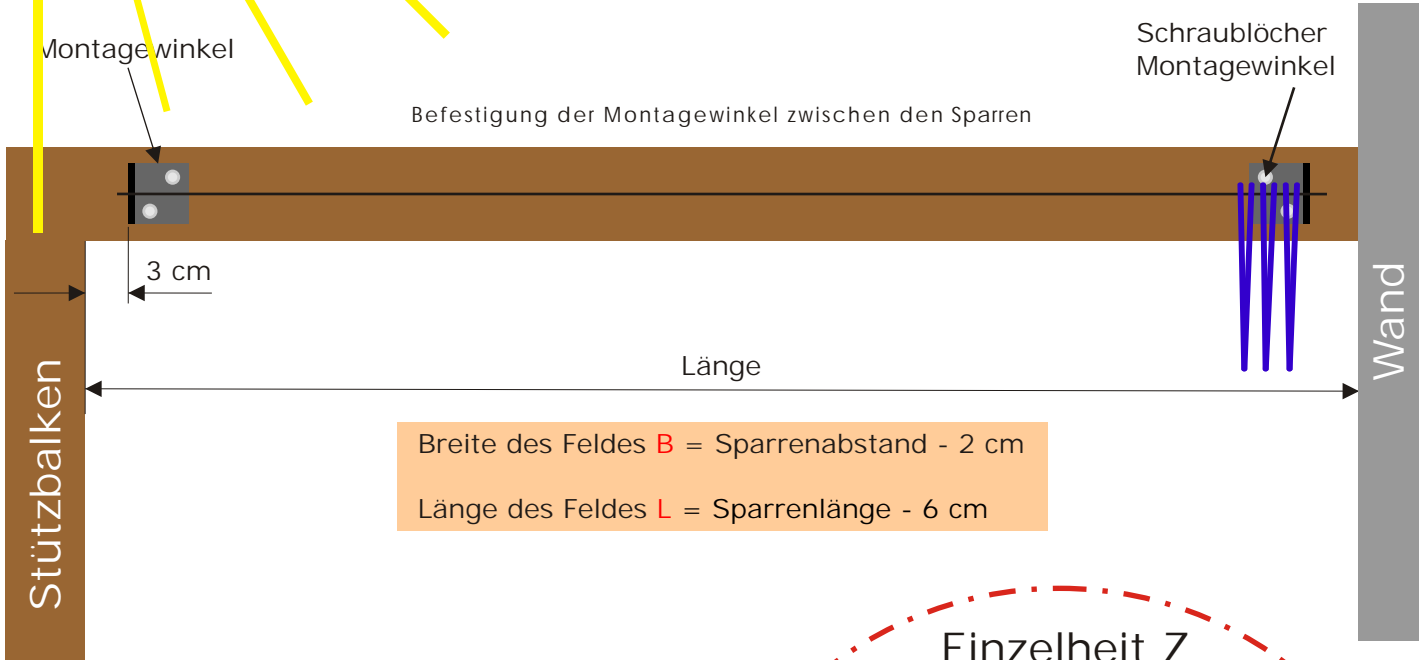 Montagewinkel
Schraublöcher
Montagewinkel
Befestigung der Montagewinkel zwischen den Sparren
3 cm
Länge
Stützbalken
Wand
Breite des Feldes B = Sparrenabstand - 2 cm
Länge des Feldes L = Sparrenlänge - 6 cm
Einzelheit Z